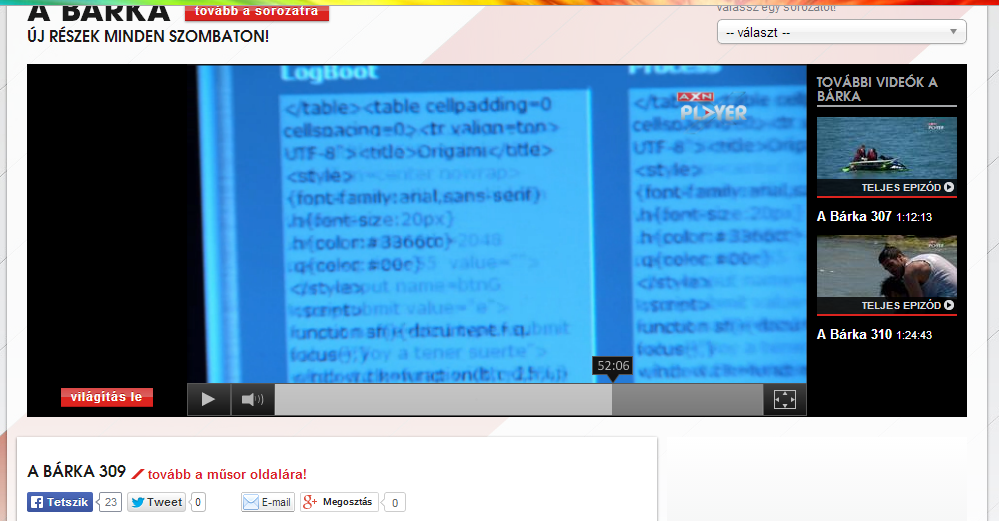 A BÁRKA tovább a sorozatra
ÚJ RÉSZEK MINDEN SZOMBATON!
válassz egy sorozatot!
-- választ --
LogBoot
Process
</table><table cellpadding=0
cellspacing=0><tr valign=top>
UTF-8"><title>Origami</title>
<style>
{font-family:arial,sans-serif}
.h{font-size:20px}
.h{color:#3366cc}
.q{color:#00c}
</style>
<script>
function sf(){document.f.q.
focus();}
AXN
PLAYER
52:06
világítás le
TOVÁBBI VIDEÓK A
BÁRKA
TELJES EPIZÓD
A Bárka 307 1:12:13
TELJES EPIZÓD
A Bárka 310 1:24:43
A BÁRKA 309 tovább a műsor oldalára!
Tetszik 23 Tweet 0 E-mail Megosztás 0